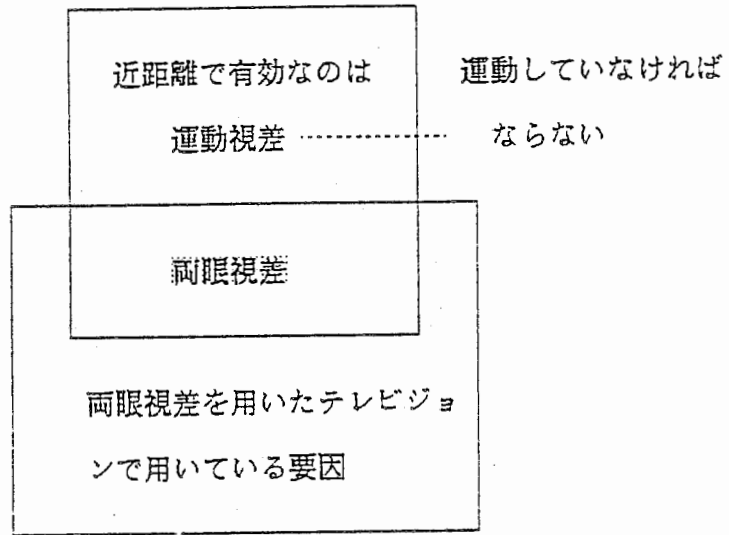 近距離で有効なのは
運動視差
運動していなければ
ならない
両眼視差
両眼視差を用いたテレビジョ
ンで用いている要因